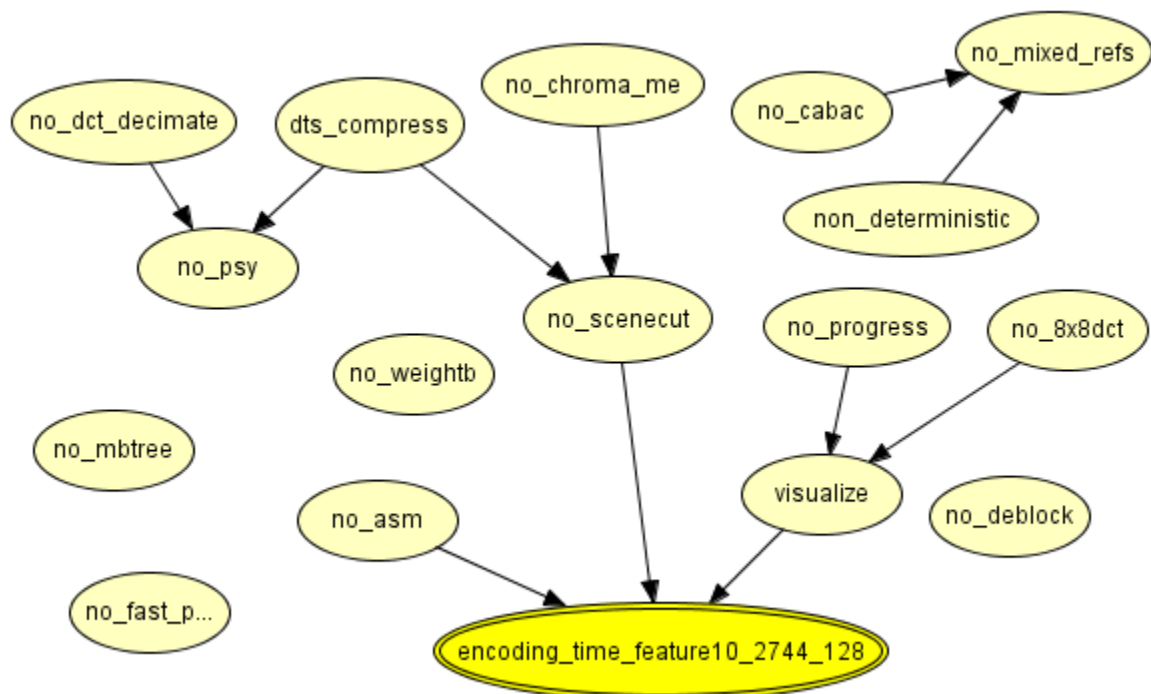 no_mixed_refs
no_chroma_me
no_cabac
no_dct_decimate
dts_compress
non_deterministic
no_psy
no_scenecut
no_progress
no_8x8dct
no_weightb
no_mbtree
visualize
no_asm
no_deblock
no_fast_p...
encoding_time_feature10_2744_128